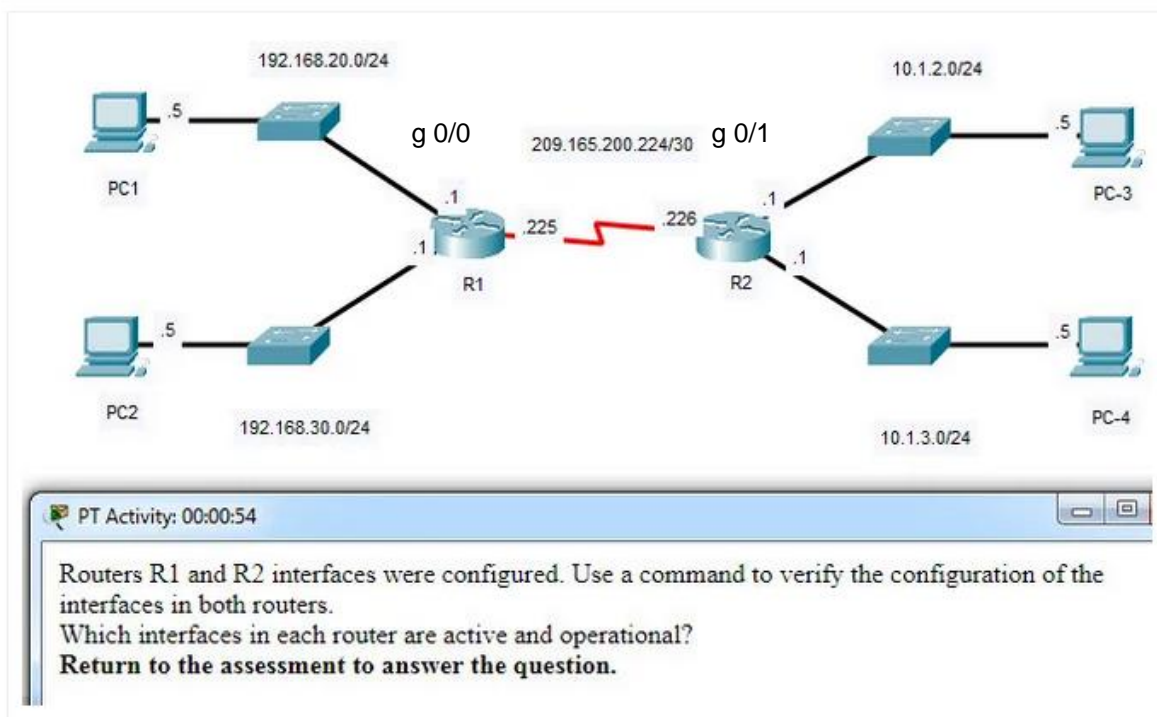 192.168.20.0/24
10.1.2.0/24
.5
g 0/0
209.165.200.224/30
g 0/1
.5
PC1
PC-3
.1
.1
.225
.226
.1
.1
R1
R2
.5
.5
PC2
192.168.30.0/24
PC-4
10.1.3.0/24
PT Activity: 00:00:54
Routers R1 and R2 interfaces were configured. Use a command to verify the configuration of the
interfaces in both routers.
Which interfaces in each router are active and operational?
Return to the assessment to answer the question.